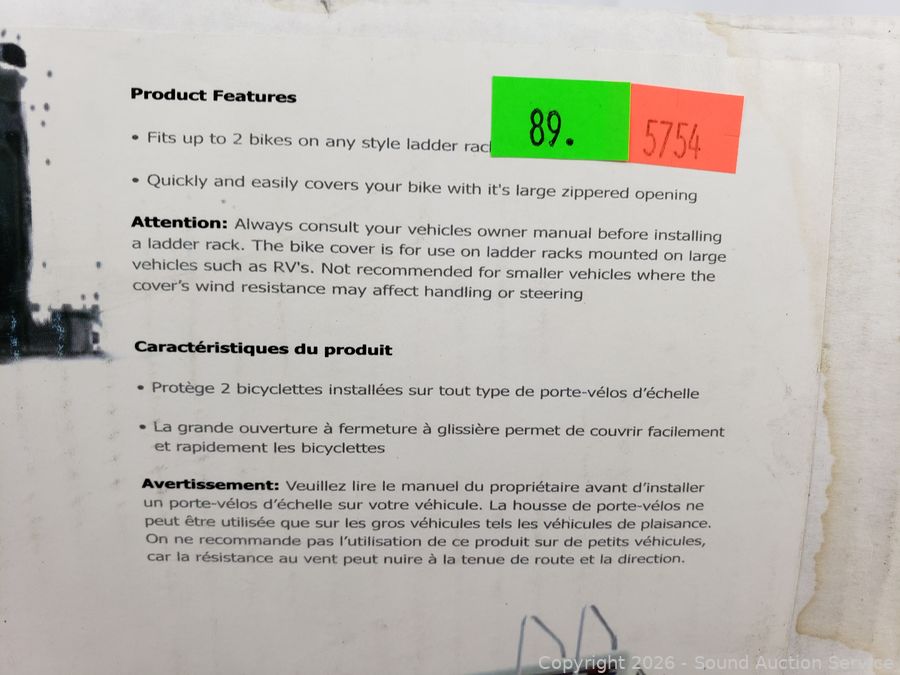 Product Features
89.
5754
• Fits up to 2 bikes on any style ladder
• Quickly and easily covers your bike with it's large zippered opening
Attention: Always consult your vehicles owner manual before installing
a ladder rack. The bike cover is for use on ladder racks mounted on large
vehicles such as RV's. Not recommended for smaller vehicles where the
cover's wind resistance may affect handling or steering
Caractéristiques du produit
• Protège 2 bicyclettes installées sur tout type de porte-vélos d'échelle
• La grande ouverture à fermeture à glissière permet de couvrir facilement
et rapidement les bicyclettes
Avertissement: Veuillez lire le manuel du propriétaire avant d'installer
un porte-vélos d'échelle sur votre véhicule. La housse de porte-vélos ne
peut être utilisée que sur les gros véhicules tels les véhicules de plaisance.
On ne recommande pas l'utilisation de ce produit sur de petits véhicules,
car la résistance au vent peut nuire à la tenue de route et la direction.
Copyright 2026 - Sound Auction Service